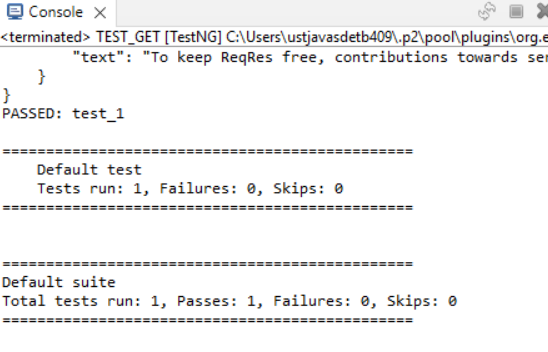 Console
<terminated> TEST_GET [TestNG] C:\Users\ustjavasdetb409\.p2\pool\plugins\org.e
"text": "To keep ReqRes free, contributions towards ser
}
}
PASSED: test_1
===============================================
Default test
Tests run: 1, Failures: 0, Skips: 0
===============================================
===============================================
Default suite
Total tests run: 1, Passes: 1, Failures: 0, Skips: 0
===============================================